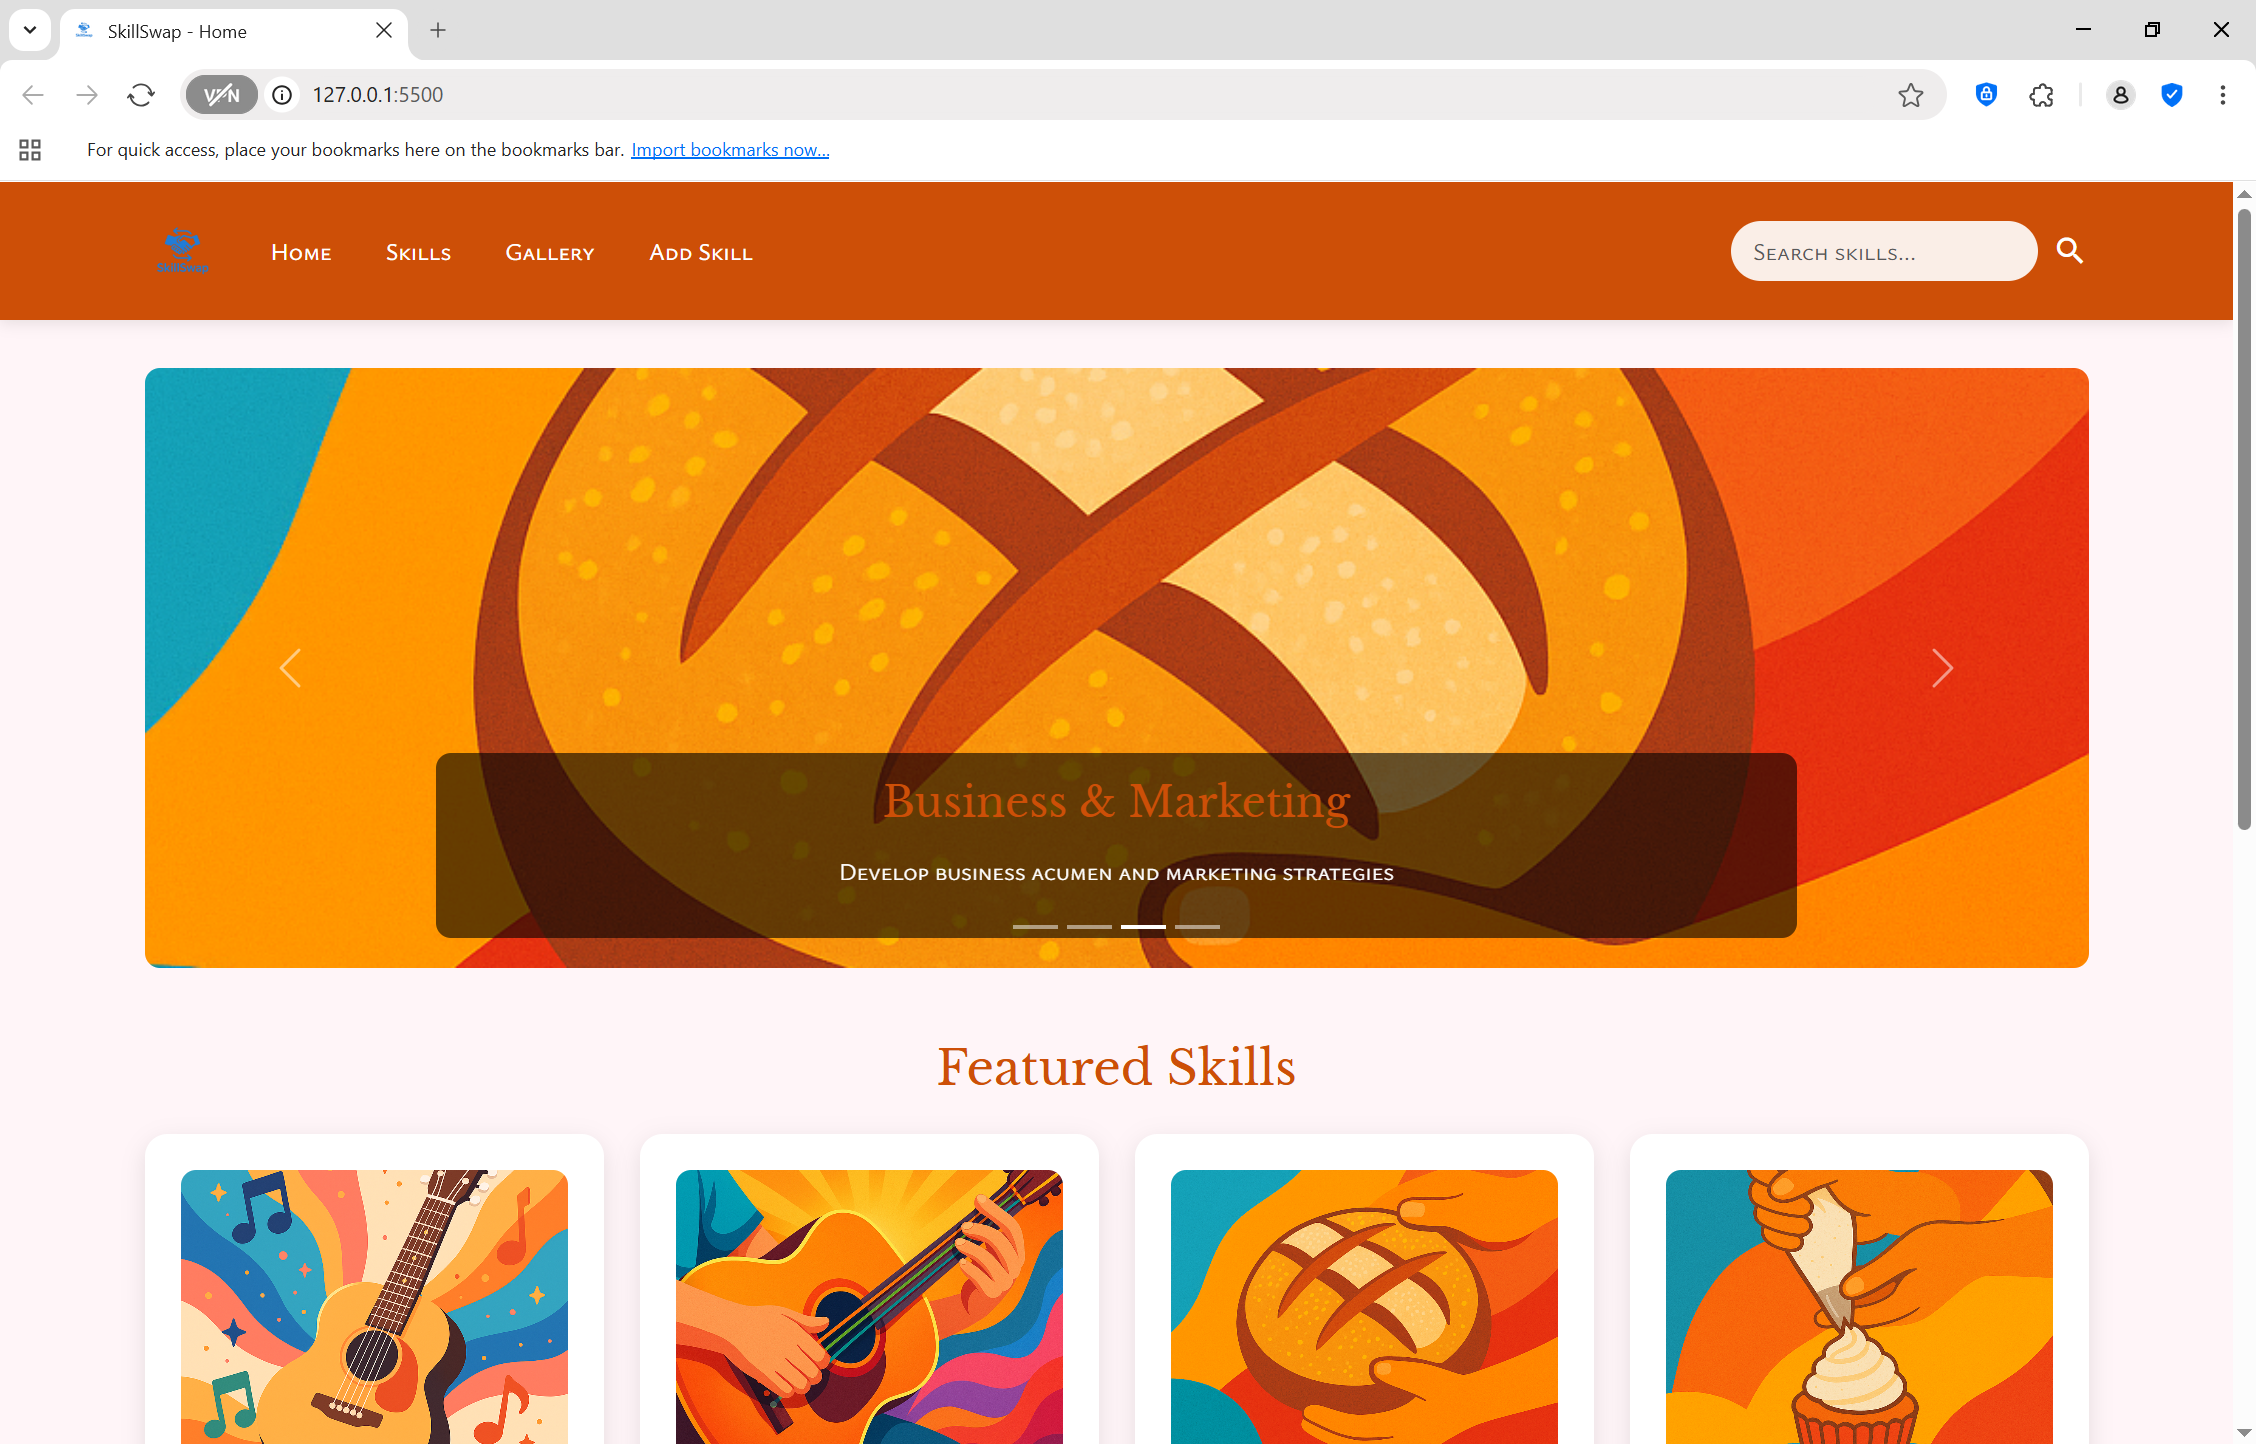 SkillSwap - Home
VPN
127.0.0.1:5500
For quick access, place your bookmarks here on the bookmarks bar. Import bookmarks now...
SkillSwap
Home
Skills
Gallery
Add Skill
Search skills...
Business & Marketing
Develop business acumen and marketing strategies
Featured Skills